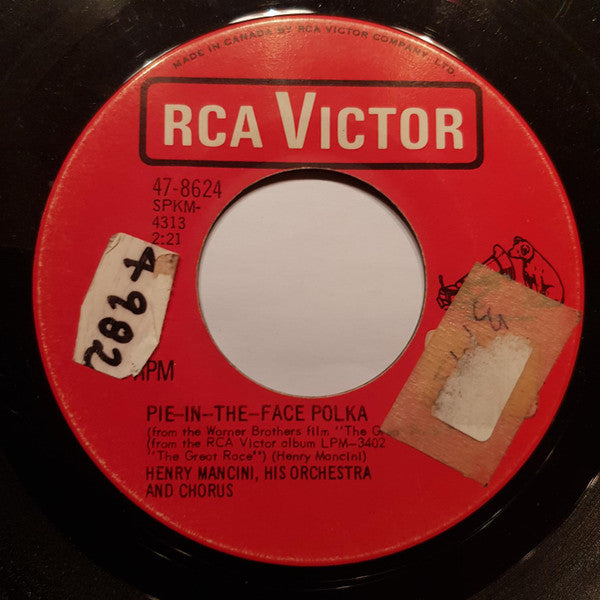 MADE IN CANADA BY RCA VICTOR COMPANY, LTD.
RCA VICTOR
47-8624
SPKM-
4313
2:21
4982
RPM
PIE-IN-THE-FACE POLKA
(from the Warner Brothers film "The Great
(from the RCA Victor album LPM-3402
"The Great Race") (Henry Mancini)
HENRY MANCINI, HIS ORCHESTRA
AND CHORUS